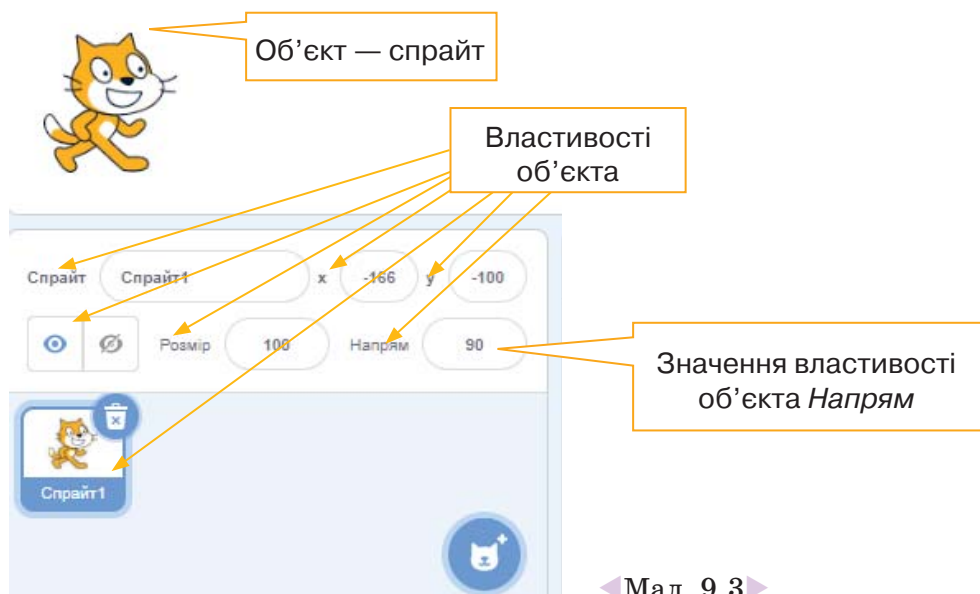 Об’єкт — спрайт
Властивості
об’єкта
Спрайт Спрайт1 x -166 y -100
Розмір 100 Напрям 90
Значення властивості
об’єкта Напрям
Спрайт1
Мал. 9.3